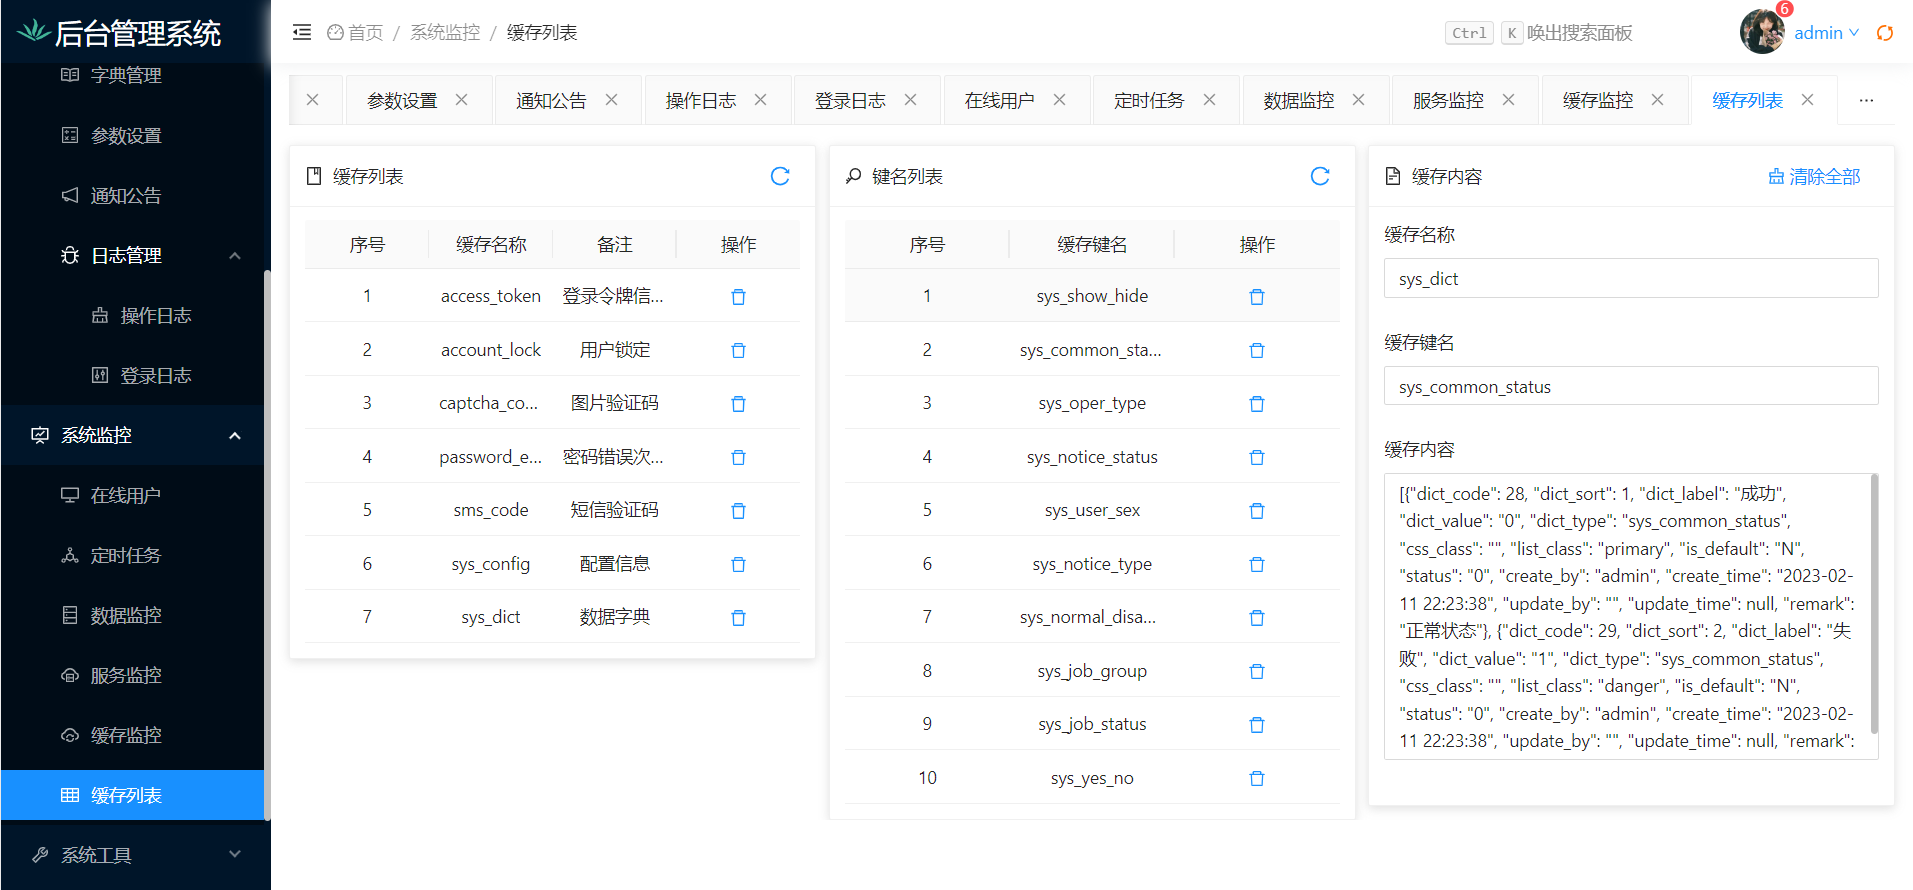 后台管理系统
字典管理
参数设置
通知公告
日志管理
操作日志
登录日志
系统监控
在线用户
定时任务
数据监控
服务监控
缓存监控
缓存列表
系统工具
首页 / 系统监控 / 缓存列表
Ctrl K 唤出搜索面板
6
admin
参数设置 通知公告 操作日志 登录日志 在线用户 定时任务 数据监控 服务监控 缓存监控 缓存列表 ...
缓存列表
序号 缓存名称 备注 操作
1 access_token 登录令牌信...
2 account_lock 用户锁定
3 captcha_co... 图片验证码
4 password_e... 密码错误次...
5 sms_code 短信验证码
6 sys_config 配置信息
7 sys_dict 数据字典
键名列表
序号 缓存键名 操作
1 sys_show_hide
2 sys_common_sta...
3 sys_oper_type
4 sys_notice_status
5 sys_user_sex
6 sys_notice_type
7 sys_normal_disa...
8 sys_job_group
9 sys_job_status
10 sys_yes_no
缓存内容 清除全部
缓存名称
sys_dict
缓存键名
sys_common_status
缓存内容
[{"dict_code": 28, "dict_sort": 1, "dict_label": "成功",
"dict_value": "0", "dict_type": "sys_common_status",
"css_class": "", "list_class": "primary", "is_default": "N",
"status": "0", "create_by": "admin", "create_time": "2023-02-
11 22:23:38", "update_by": "", "update_time": null, "remark":
"正常状态"}, {"dict_code": 29, "dict_sort": 2, "dict_label": "失
败", "dict_value": "1", "dict_type": "sys_common_status",
"css_class": "", "list_class": "danger", "is_default": "N",
"status": "0", "create_by": "admin", "create_time": "2023-02-
11 22:23:38", "update_by": "", "update_time": null, "remark":